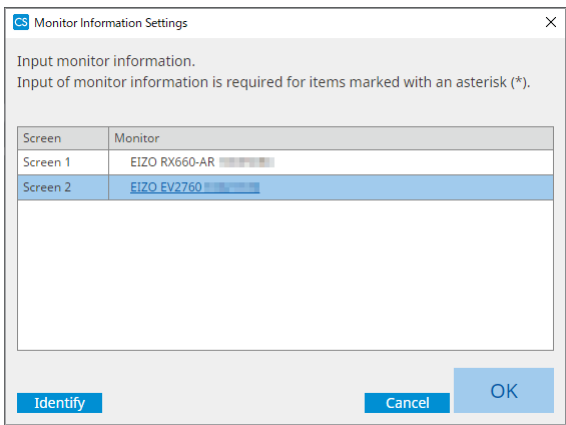 CS Monitor Information Settings
Input monitor information.
Input of monitor information is required for items marked with an asterisk (*).
Screen Monitor
Screen 1 EIZO RX660-AR
Screen 2 EIZO EV2760
Identify Cancel OK